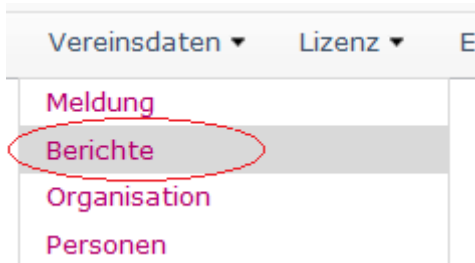 Vereinsdaten ▾ Lizenz ▾ E
Meldung
Berichte
Organisation
Personen